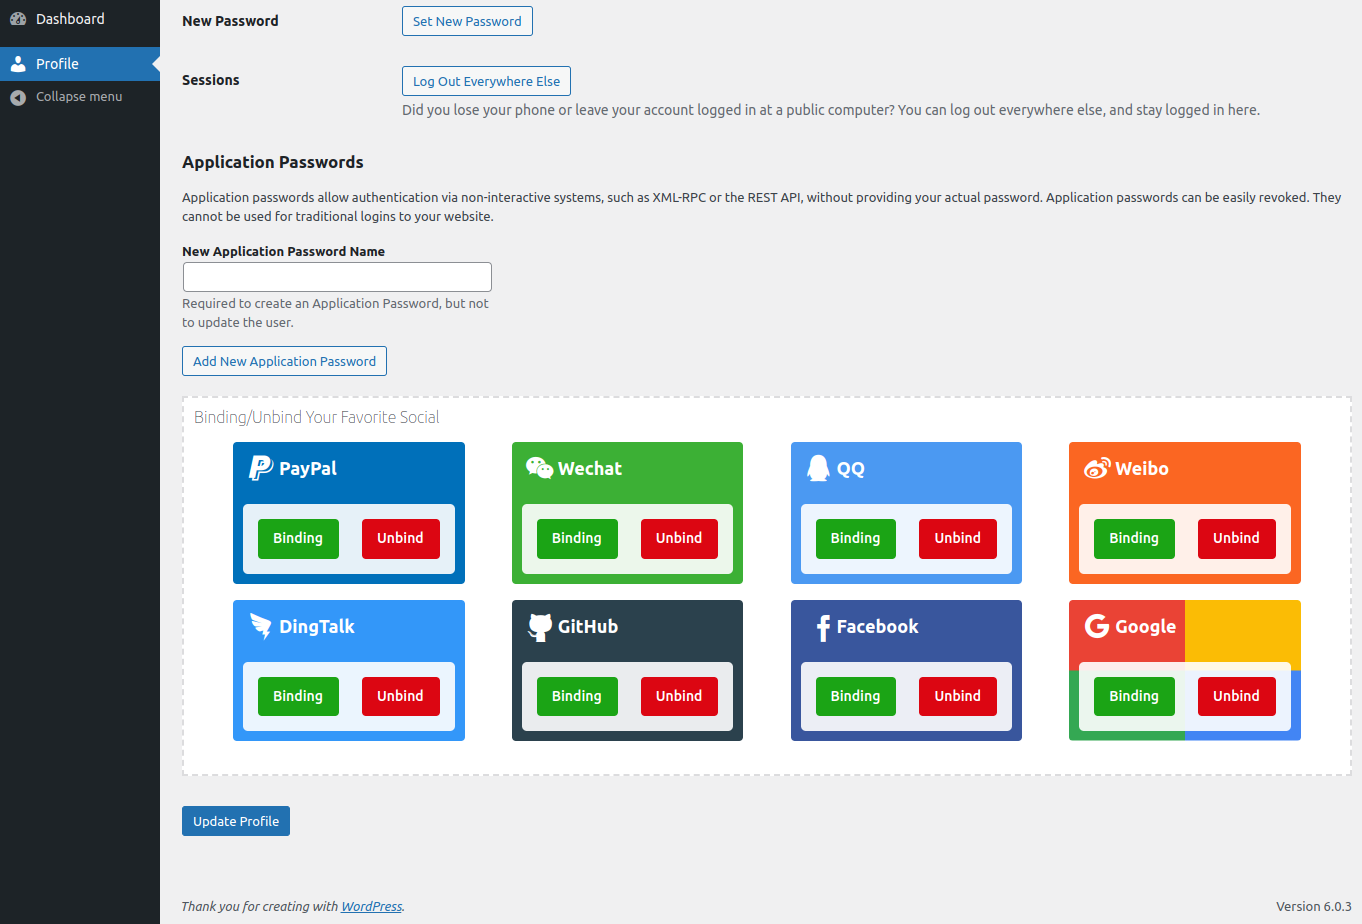 Dashboard
Profile
Collapse menu
New Password
Set New Password
Sessions
Log Out Everywhere Else
Did you lose your phone or leave your account logged in at a public computer? You can log out everywhere else, and stay logged in here.
Application Passwords
Application passwords allow authentication via non-interactive systems, such as XML-RPC or the REST API, without providing your actual password. Application passwords can be easily revoked. They
cannot be used for traditional logins to your website.
New Application Password Name
Required to create an Application Password, but not
to update the user.
Add New Application Password
Binding/Unbind Your Favorite Social
PayPal
Binding Unbind
Wechat
Binding Unbind
QQ
Binding Unbind
Weibo
Binding Unbind
DingTalk
Binding Unbind
GitHub
Binding Unbind
Facebook
Binding Unbind
Google
Binding Unbind
Update Profile
Thank you for creating with WordPress.
Version 6.0.3